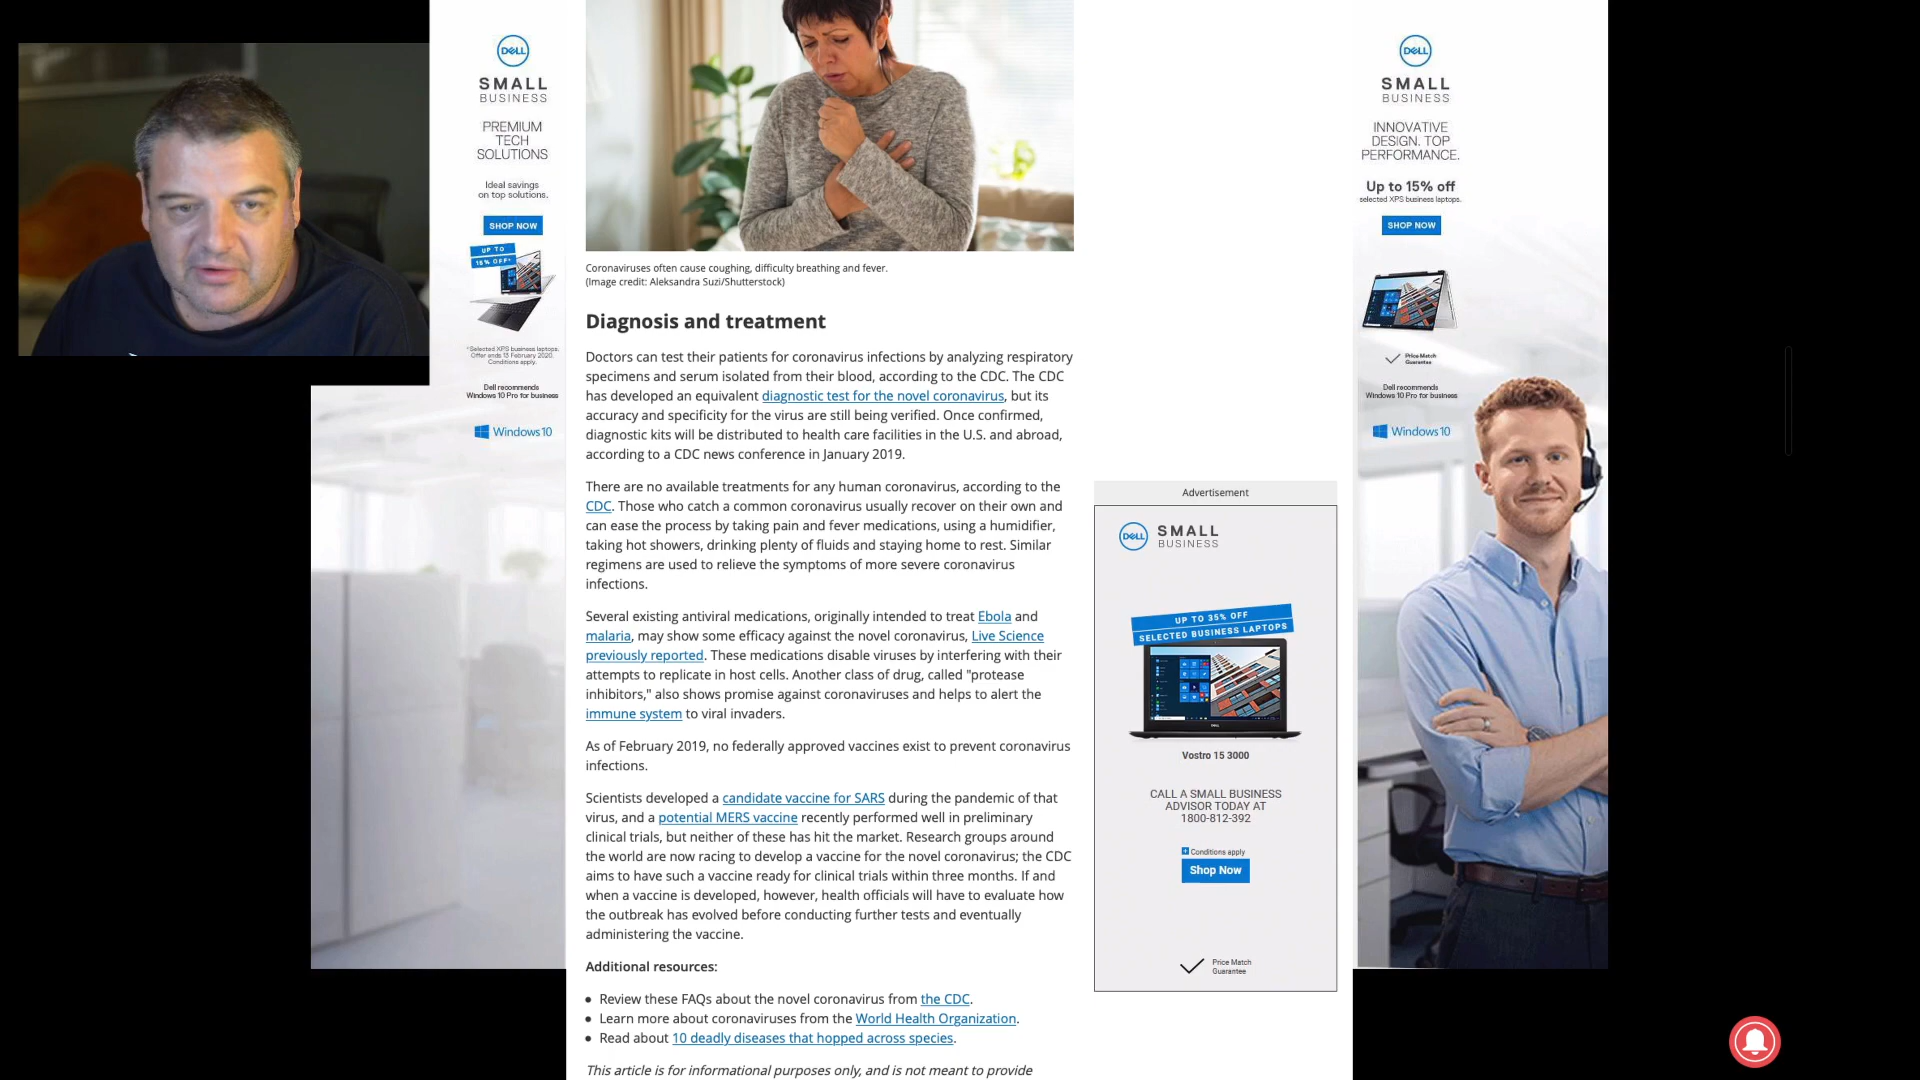 DELL
SMALL
BUSINESS
PREMIUM
TECH
SOLUTIONS
Ideal savings
on top solutions.
SHOP NOW
UP TO
15% OFF*
*Selected XPS business laptops.
Offer ends 13 February 2020.
Conditions apply.
Dell recommends
Windows 10 Pro for business
Windows 10
Coronaviruses often cause coughing, difficulty breathing and fever.
(Image credit: Aleksandra Suzi/Shutterstock)
Diagnosis and treatment
Doctors can test their patients for coronavirus infections by analyzing respiratory
specimens and serum isolated from their blood, according to the CDC. The CDC
has developed an equivalent diagnostic test for the novel coronavirus, but its
accuracy and specificity for the virus are still being verified. Once confirmed,
diagnostic kits will be distributed to health care facilities in the U.S. and abroad,
according to a CDC news conference in January 2019.
There are no available treatments for any human coronavirus, according to the
CDC. Those who catch a common coronavirus usually recover on their own and
can ease the process by taking pain and fever medications, using a humidifier,
taking hot showers, drinking plenty of fluids and staying home to rest. Similar
regimens are used to relieve the symptoms of more severe coronavirus
infections.
Several existing antiviral medications, originally intended to treat Ebola and
malaria, may show some efficacy against the novel coronavirus, Live Science
previously reported. These medications disable viruses by interfering with their
attempts to replicate in host cells. Another class of drug, called "protease
inhibitors," also shows promise against coronaviruses and helps to alert the
immune system to viral invaders.
As of February 2019, no federally approved vaccines exist to prevent coronavirus
infections.
Scientists developed a candidate vaccine for SARS during the pandemic of that
virus, and a potential MERS vaccine recently performed well in preliminary
clinical trials, but neither of these has hit the market. Research groups around
the world are now racing to develop a vaccine for the novel coronavirus; the CDC
aims to have such a vaccine ready for clinical trials within three months. If and
when a vaccine is developed, however, health officials will have to evaluate how
the outbreak has evolved before conducting further tests and eventually
administering the vaccine.
Additional resources:
• Review these FAQs about the novel coronavirus from the CDC.
• Learn more about coronaviruses from the World Health Organization.
• Read about 10 deadly diseases that hopped across species.
This article is for informational purposes only, and is not meant to provide
Advertisement
DELL
SMALL
BUSINESS
UP TO 35% OFF
SELECTED BUSINESS LAPTOPS
Vostro 15 3000
CALL A SMALL BUSINESS
ADVISOR TODAY AT
1800-812-392
+ Conditions apply
Shop Now
Price Match
Guarantee
DELL
SMALL
BUSINESS
INNOVATIVE
DESIGN. TOP
PERFORMANCE.
Up to 15% off
selected XPS business laptops.
SHOP NOW
Price Match
Guarantee
Dell recommends
Windows 10 Pro for business
Windows 10